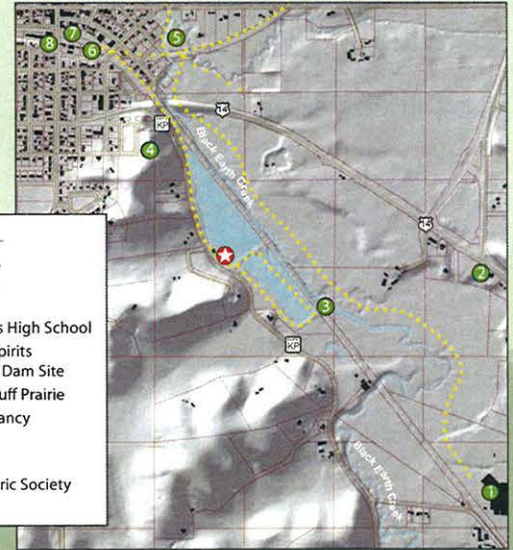 8
7
6
5
14
KP
4
Black Earth Creek
14
2
3
KP
s High School
pirits
Dam Site
uff Prairie
ancy
ric Society
1
Black Earth Creek